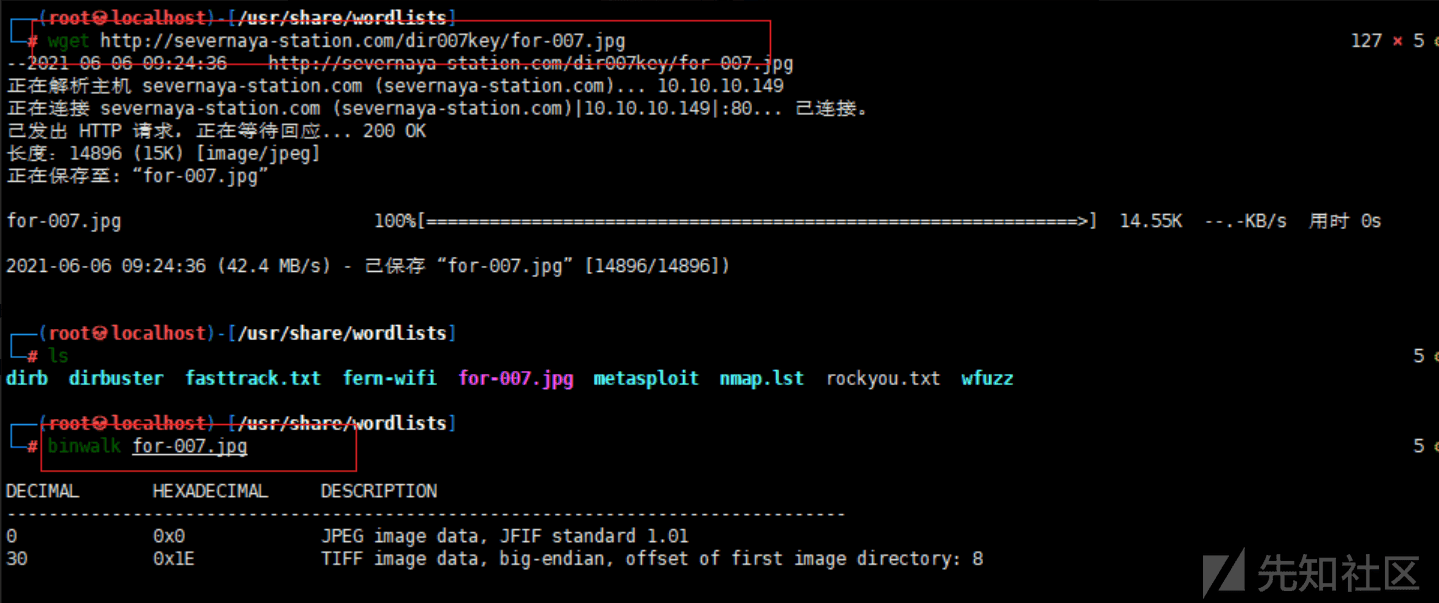 ┌──(root㉿localhost)-[/usr/share/wordlists]
└─# wget http://severnaya-station.com/dir007key/for-007.jpg 127 ⨯ 5 ⚙
--2021-06-06 09:24:36-- http://severnaya-station.com/dir007key/for-007.jpg
正在解析主机 severnaya-station.com (severnaya-station.com)... 10.10.10.149
正在连接 severnaya-station.com (severnaya-station.com)|10.10.10.149|:80... 已连接。
已发出 HTTP 请求，正在等待回应... 200 OK
长度：14896 (15K) [image/jpeg]
正在保存至: “for-007.jpg”
for-007.jpg 100%[==============================================================>] 14.55K --.-KB/s 用时 0s
2021-06-06 09:24:36 (42.4 MB/s) - 已保存 “for-007.jpg” [14896/14896])
┌──(root㉿localhost)-[/usr/share/wordlists]
└─# ls 5 ⚙
dirb dirbuster fasttrack.txt fern-wifi for-007.jpg metasploit nmap.lst rockyou.txt wfuzz
┌──(root㉿localhost)-[/usr/share/wordlists]
└─# binwalk for-007.jpg 5 ⚙
DECIMAL HEXADECIMAL DESCRIPTION
--------------------------------------------------------------------------------
0 0x0 JPEG image data, JFIF standard 1.01
30 0x1E TIFF image data, big-endian, offset of first image directory: 8
先知社区